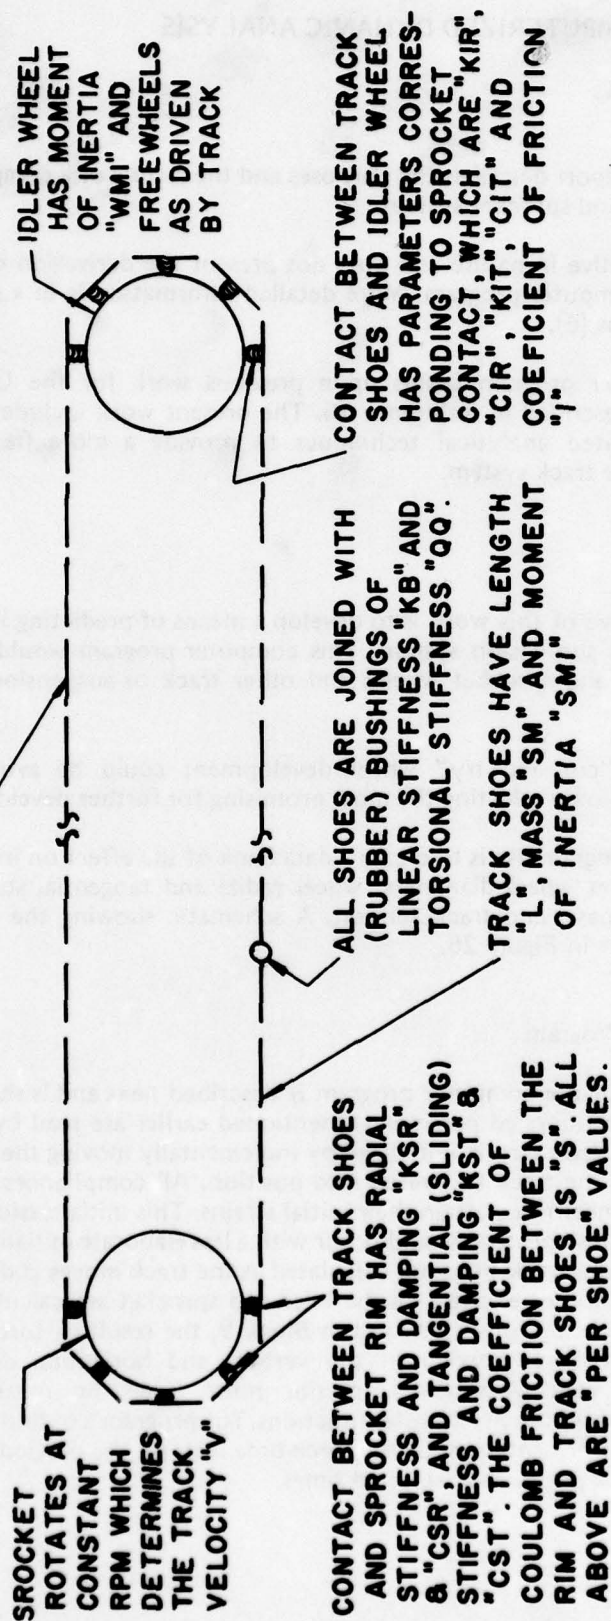 SROCKET
ROTATES AT
CONSTANT
RPM WHICH
DETERMINES
THE TRACK
VELOCITY "V"
IDLER WHEEL
HAS MOMENT
OF INERTIA
"WMI" AND
FREEWHEELS
AS DRIVEN
BY TRACK
CONTACT BETWEEN TRACK SHOES
AND SPROCKET RIM HAS RADIAL
STIFFNESS AND DAMPING "KSR"
& "CSR", AND TANGENTIAL (SLIDING)
STIFFNESS AND DAMPING "KST" &
"CST". THE COEFFICIENT OF
COULOMB FRICTION BETWEEN THE
RIM AND TRACK SHOES IS "S". ALL
ABOVE ARE "PER SHOE" VALUES.
ALL SHOES ARE JOINED WITH
(RUBBER) BUSHINGS OF
LINEAR STIFFNESS "KB" AND
TORSIONAL STIFFNESS "QQ".
TRACK SHOES HAVE LENGTH
"L", MASS "SM" AND MOMENT
OF INERTIA "SMI"
CONTACT BETWEEN TRACK
SHOES AND IDLER WHEEL
HAS PARAMETERS CORRES-
PONDING TO SPROCKET
CONTACT, WHICH ARE "KIR",
"CIR", "KIT", "CIT" AND
COEFICIENT, OF FRICTION
"I"